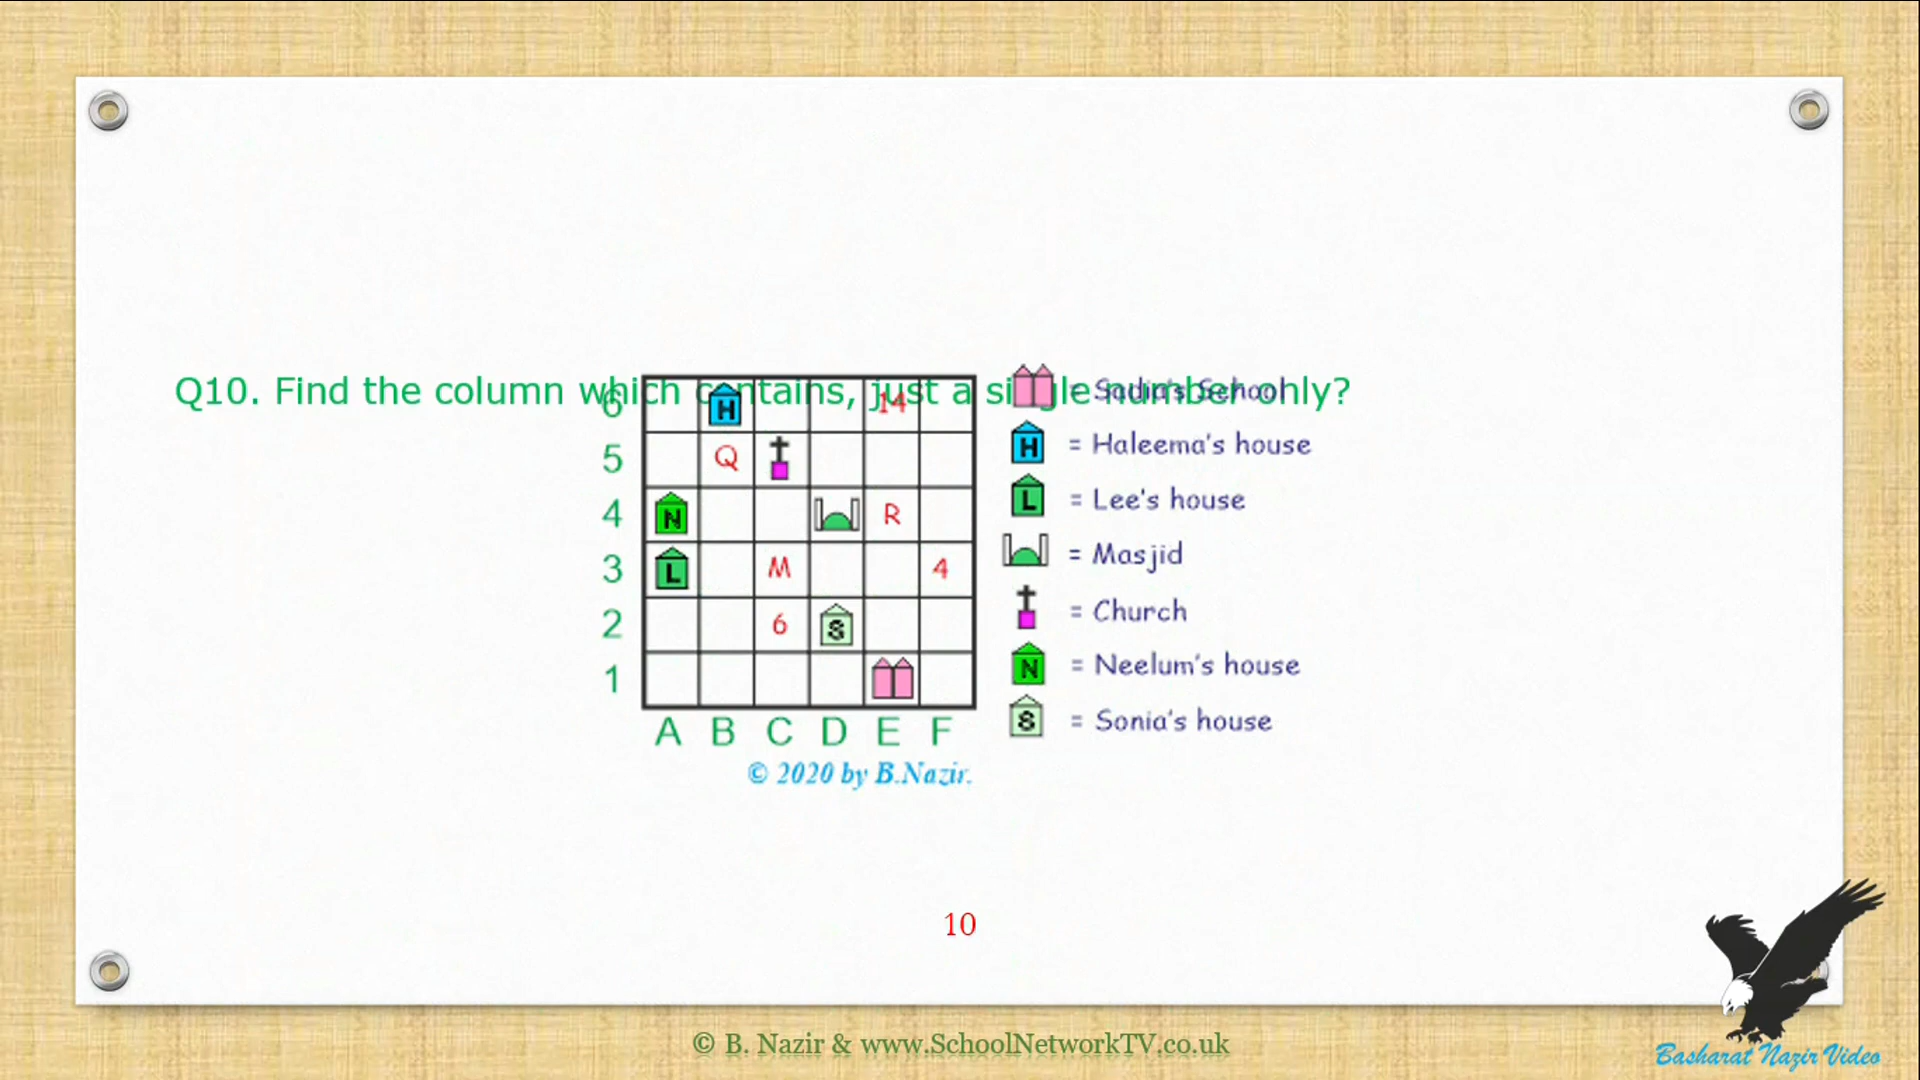 Q10. Find the column which contains, just a single number only?
= Sadia's School
6 H 14
H = Haleema's house
5 Q
L = Lee's house
4 N R
= Masjid
3 L M 4
= Church
2 6 S
N = Neelum's house
1
S = Sonia's house
A B C D E F
© 2020 by B.Nazir.
10
© B. Nazir & www.SchoolNetworkTV.co.uk
Basharat Nazir Video